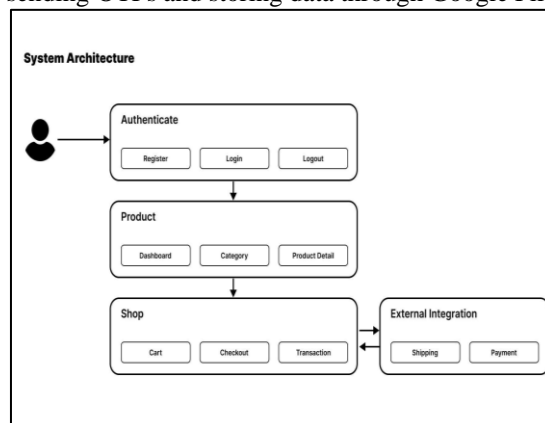 sending OTPs and storing data through Google
System Architecture
Authenticate
Register Login Logout
Product
Dashboard Category Product Detail
Shop
Cart Checkout Transaction
External Integration
Shipping Payment